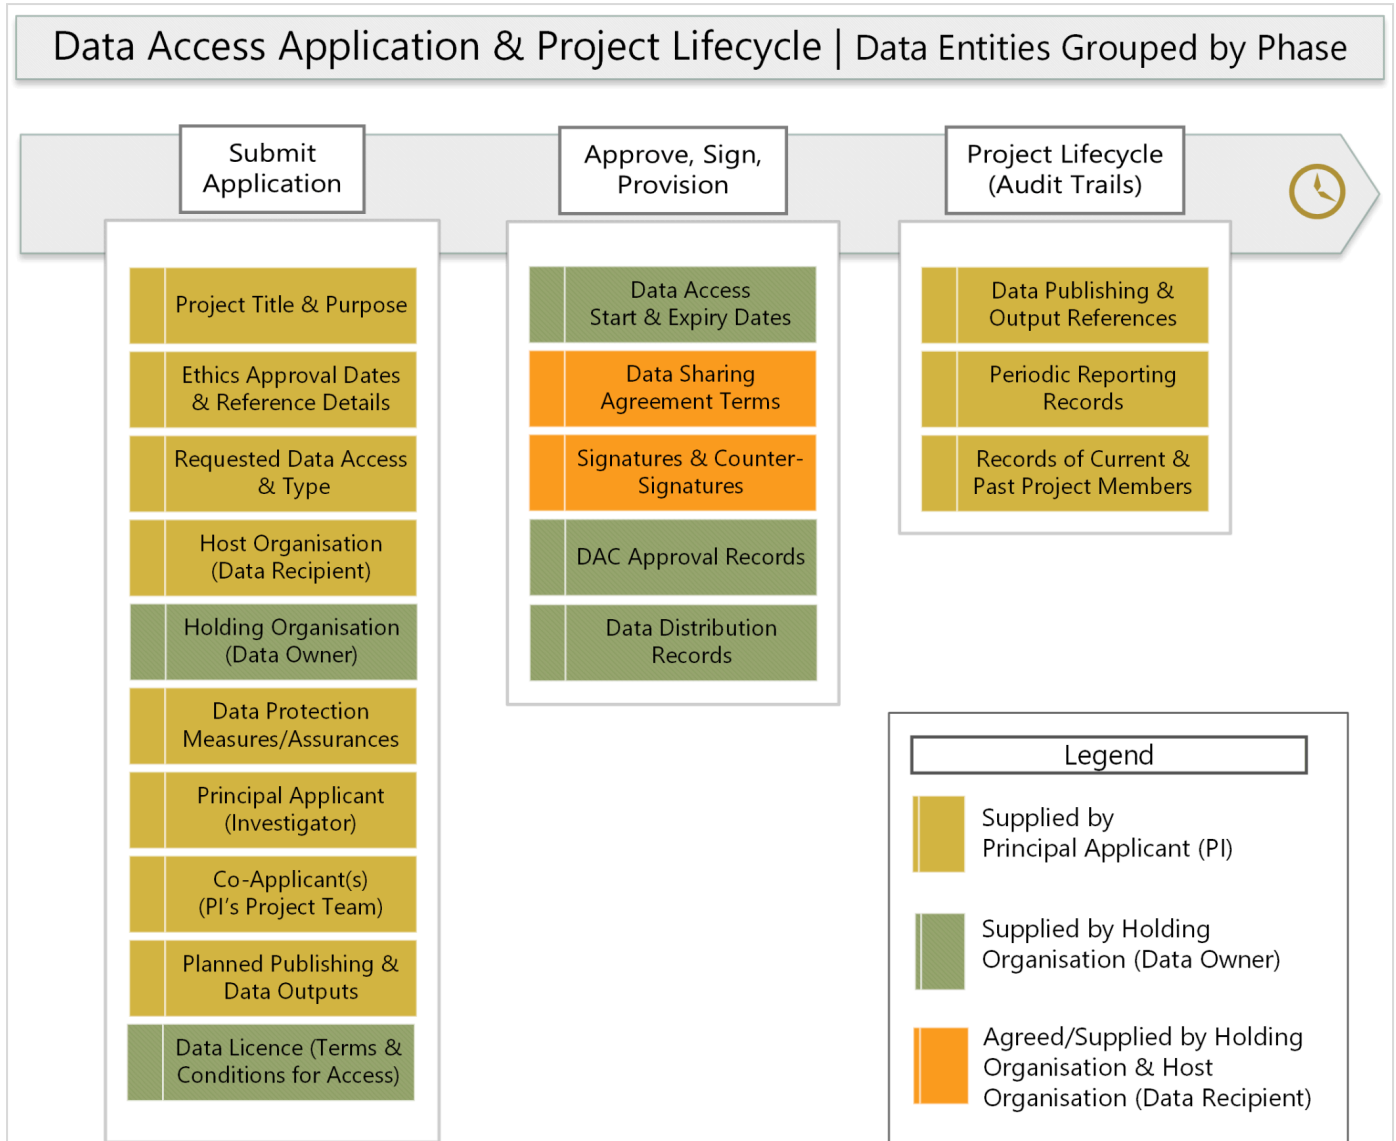 Data Access Application & Project Lifecycle | Data Entities Grouped by Phase
Submit
Application
Project Title & Purpose
Ethics Approval Dates
& Reference Details
Requested Data Access
& Type
Host Organisation
(Data Recipient)
Holding Organisation
(Data Owner)
Data Protection
Measures/Assurances
Principal Applicant
(Investigator)
Co-Applicant(s)
(PI’s Project Team)
Planned Publishing &
Data Outputs
Data Licence (Terms &
Conditions for Access)
Approve, Sign,
Provision
Data Access
Start & Expiry Dates
Data Sharing
Agreement Terms
Signatures & Counter-
Signatures
DAC Approval Records
Data Distribution
Records
Project Lifecycle
(Audit Trails)
Data Publishing &
Output References
Periodic Reporting
Records
Records of Current &
Past Project Members
Legend
Supplied by
Principal Applicant (PI)
Supplied by Holding
Organisation (Data Owner)
Agreed/Supplied by Holding
Organisation & Host
Organisation (Data Recipient)